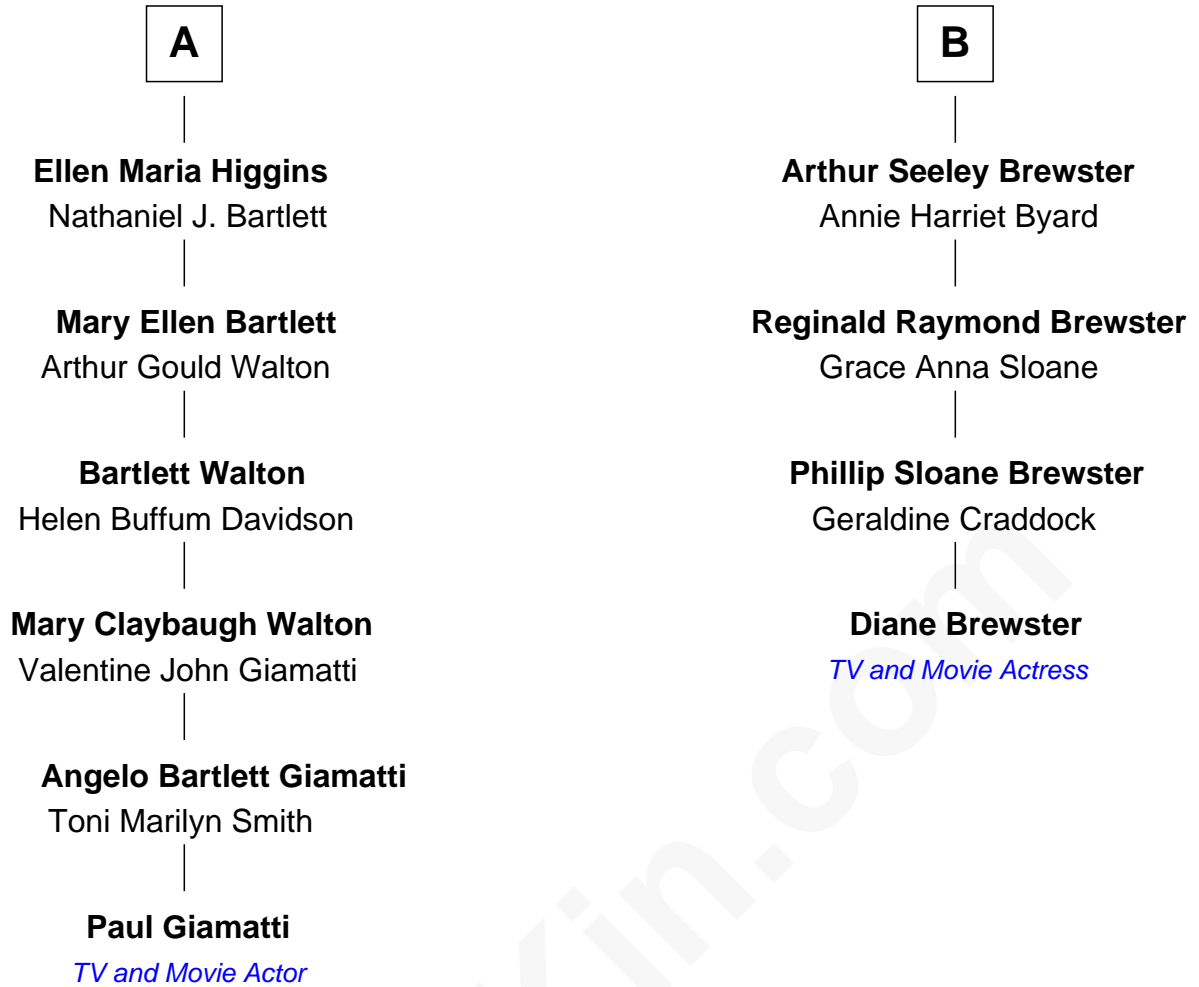 A
Ellen Maria Higgins
Nathaniel J. Bartlett
Mary Ellen Bartlett
Arthur Gould Walton
Bartlett Walton
Helen Buffum Davidson
Mary Claybaugh Walton
Valentine John Giamatti
Angelo Bartlett Giamatti
Toni Marilyn Smith
Paul Giamatti
TV and Movie Actor
B
Arthur Seeley Brewster
Annie Harriet Byard
Reginald Raymond Brewster
Grace Anna Sloane
Phillip Sloane Brewster
Geraldine Craddock
Diane Brewster
TV and Movie Actress
Kin.com